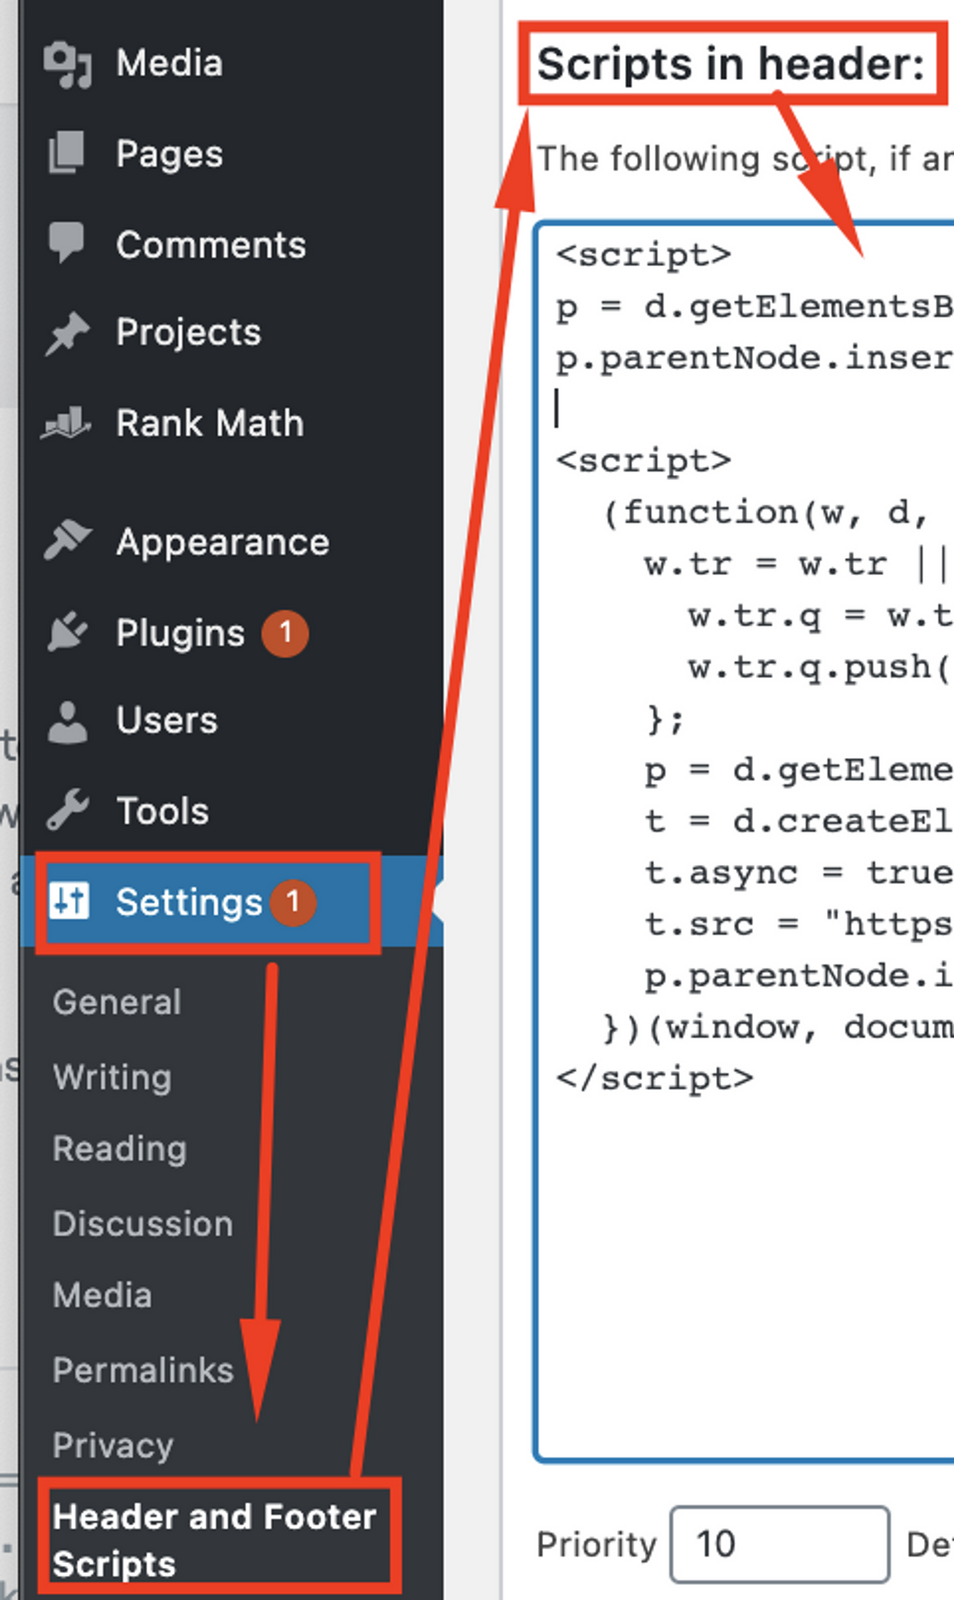 Media
Pages
Comments
Projects
Rank Math
Appearance
Plugins 1
Users
Tools
Settings 1
General
Writing
Reading
Discussion
Media
Permalinks
Privacy
Header and Footer
Scripts
Scripts in header:
The following script, if
<script>
p = d.getElementsB
p.parentNode.inser
<script>
(function(w, d,
w.tr = w.tr ||
w.tr.q = w.t
w.tr.q.push(
};
p = d.getEleme
t = d.createEl
t.async = true
t.src = "https
p.parentNode.i
})(window, docum
</script>
Priority 10